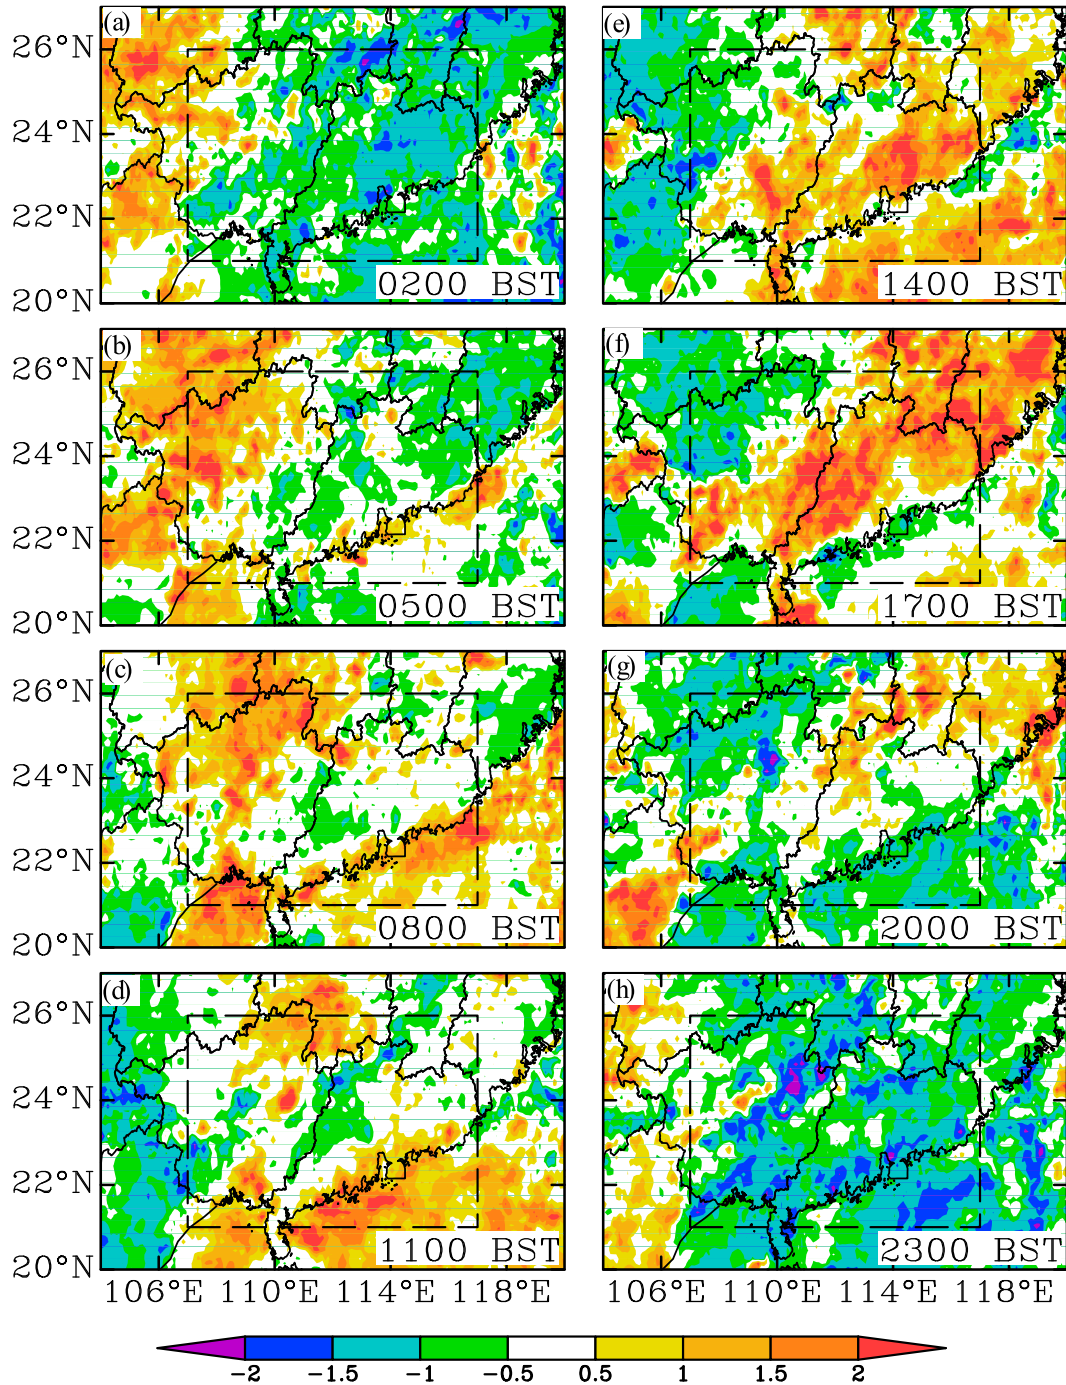 (a)
26°N
24°N
22°N
20°N
0200 BST
(e)
1400 BST
(b)
26°N
24°N
22°N
20°N
0500 BST
(f)
1700 BST
(c)
26°N
24°N
22°N
20°N
0800 BST
(g)
2000 BST
(d)
26°N
24°N
22°N
20°N
1100 BST
(h)
2300 BST
106°E 110°E 114°E 118°E 106°E 110°E 114°E 118°E
-2 -1.5 -1 -0.5 0.5 1 1.5 2